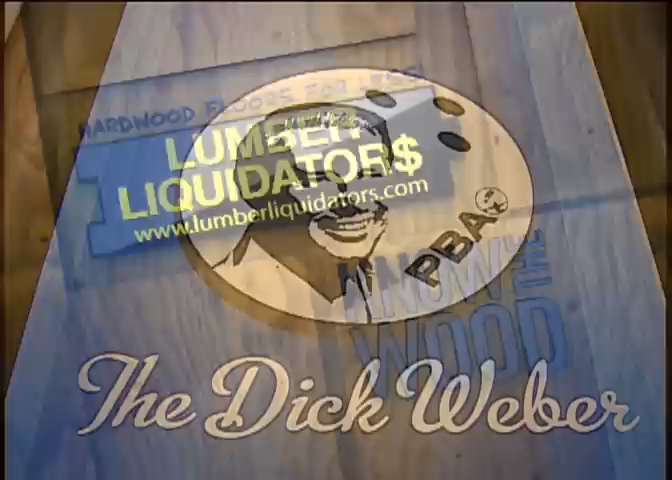 HARDWOOD FLOORS FOR LESS
LUMBER
LIQUIDATOR$
www.lumberliquidators.com
PBA
KNOW THE
WOOD
The Dick Weber